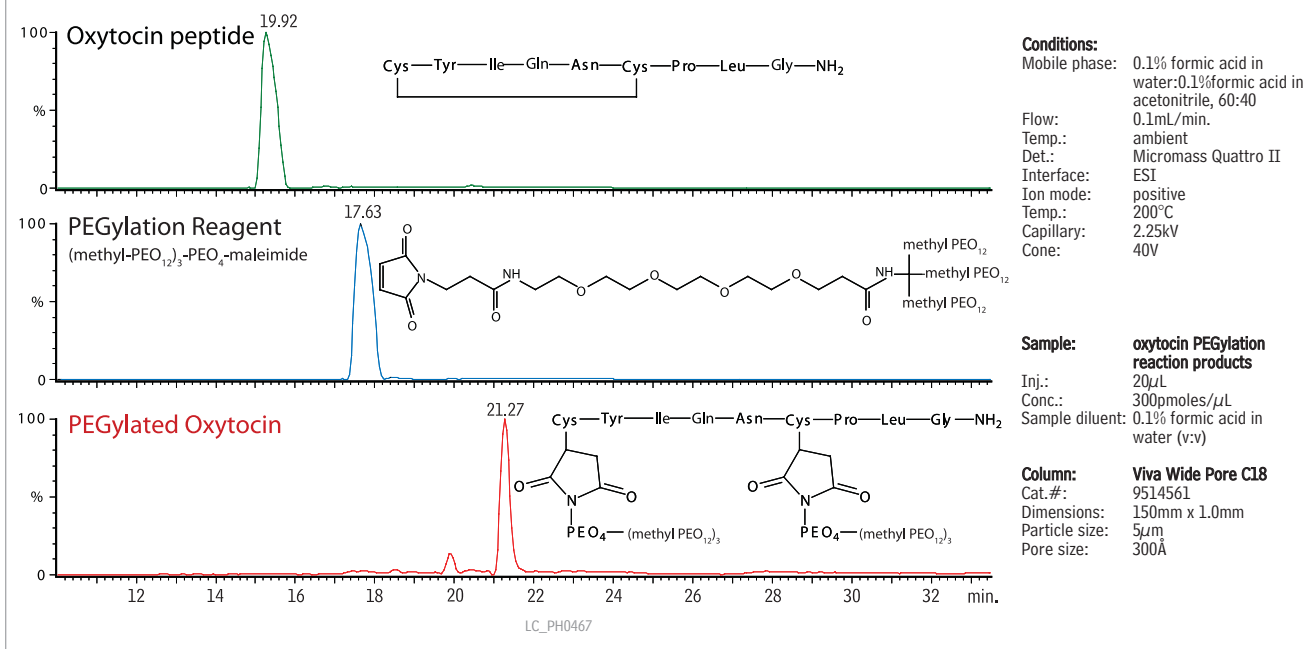 19.92
100
Oxytocin peptide
Cys—Tyr—Ile—Gln—Asn—Cys—Pro—Leu—Gly—NH₂
%
0
17.63
100
PEGylation Reagent
(methyl-PEO₁₂)₃-PEO₄-maleimide
O
N
O
NH
O
O
O
O
O
NH
O
methyl PEO₁₂
methyl PEO₁₂
methyl PEO₁₂
%
0
21.27
100
PEGylated Oxytocin
Cys—Tyr—Ile—Gln—Asn—Cys—Pro—Leu—Gly—NH₂
O
O
N
PEO₄—(methyl PEO₁₂)₃
O
O
N
PEO₄—(methyl PEO₁₂)₃
%
0
12 14 16 18 20 22 24 26 28 30 32 min.
LC_PH0467
Conditions:
Mobile phase: 0.1% formic acid in
water:0.1%formic acid in
acetonitrile, 60:40
Flow: 0.1mL/min.
Temp.: ambient
Det.: Micromass Quattro II
Interface: ESI
Ion mode: positive
Temp.: 200°C
Capillary: 2.25kV
Cone: 40V
Sample: oxytocin PEGylation
reaction products
Inj.: 20µL
Conc.: 300pmoles/µL
Sample diluent: 0.1% formic acid in
water (v:v)
Column: Viva Wide Pore C18
Cat.#: 9514561
Dimensions: 150mm x 1.0mm
Particle size: 5µm
Pore size: 300Å